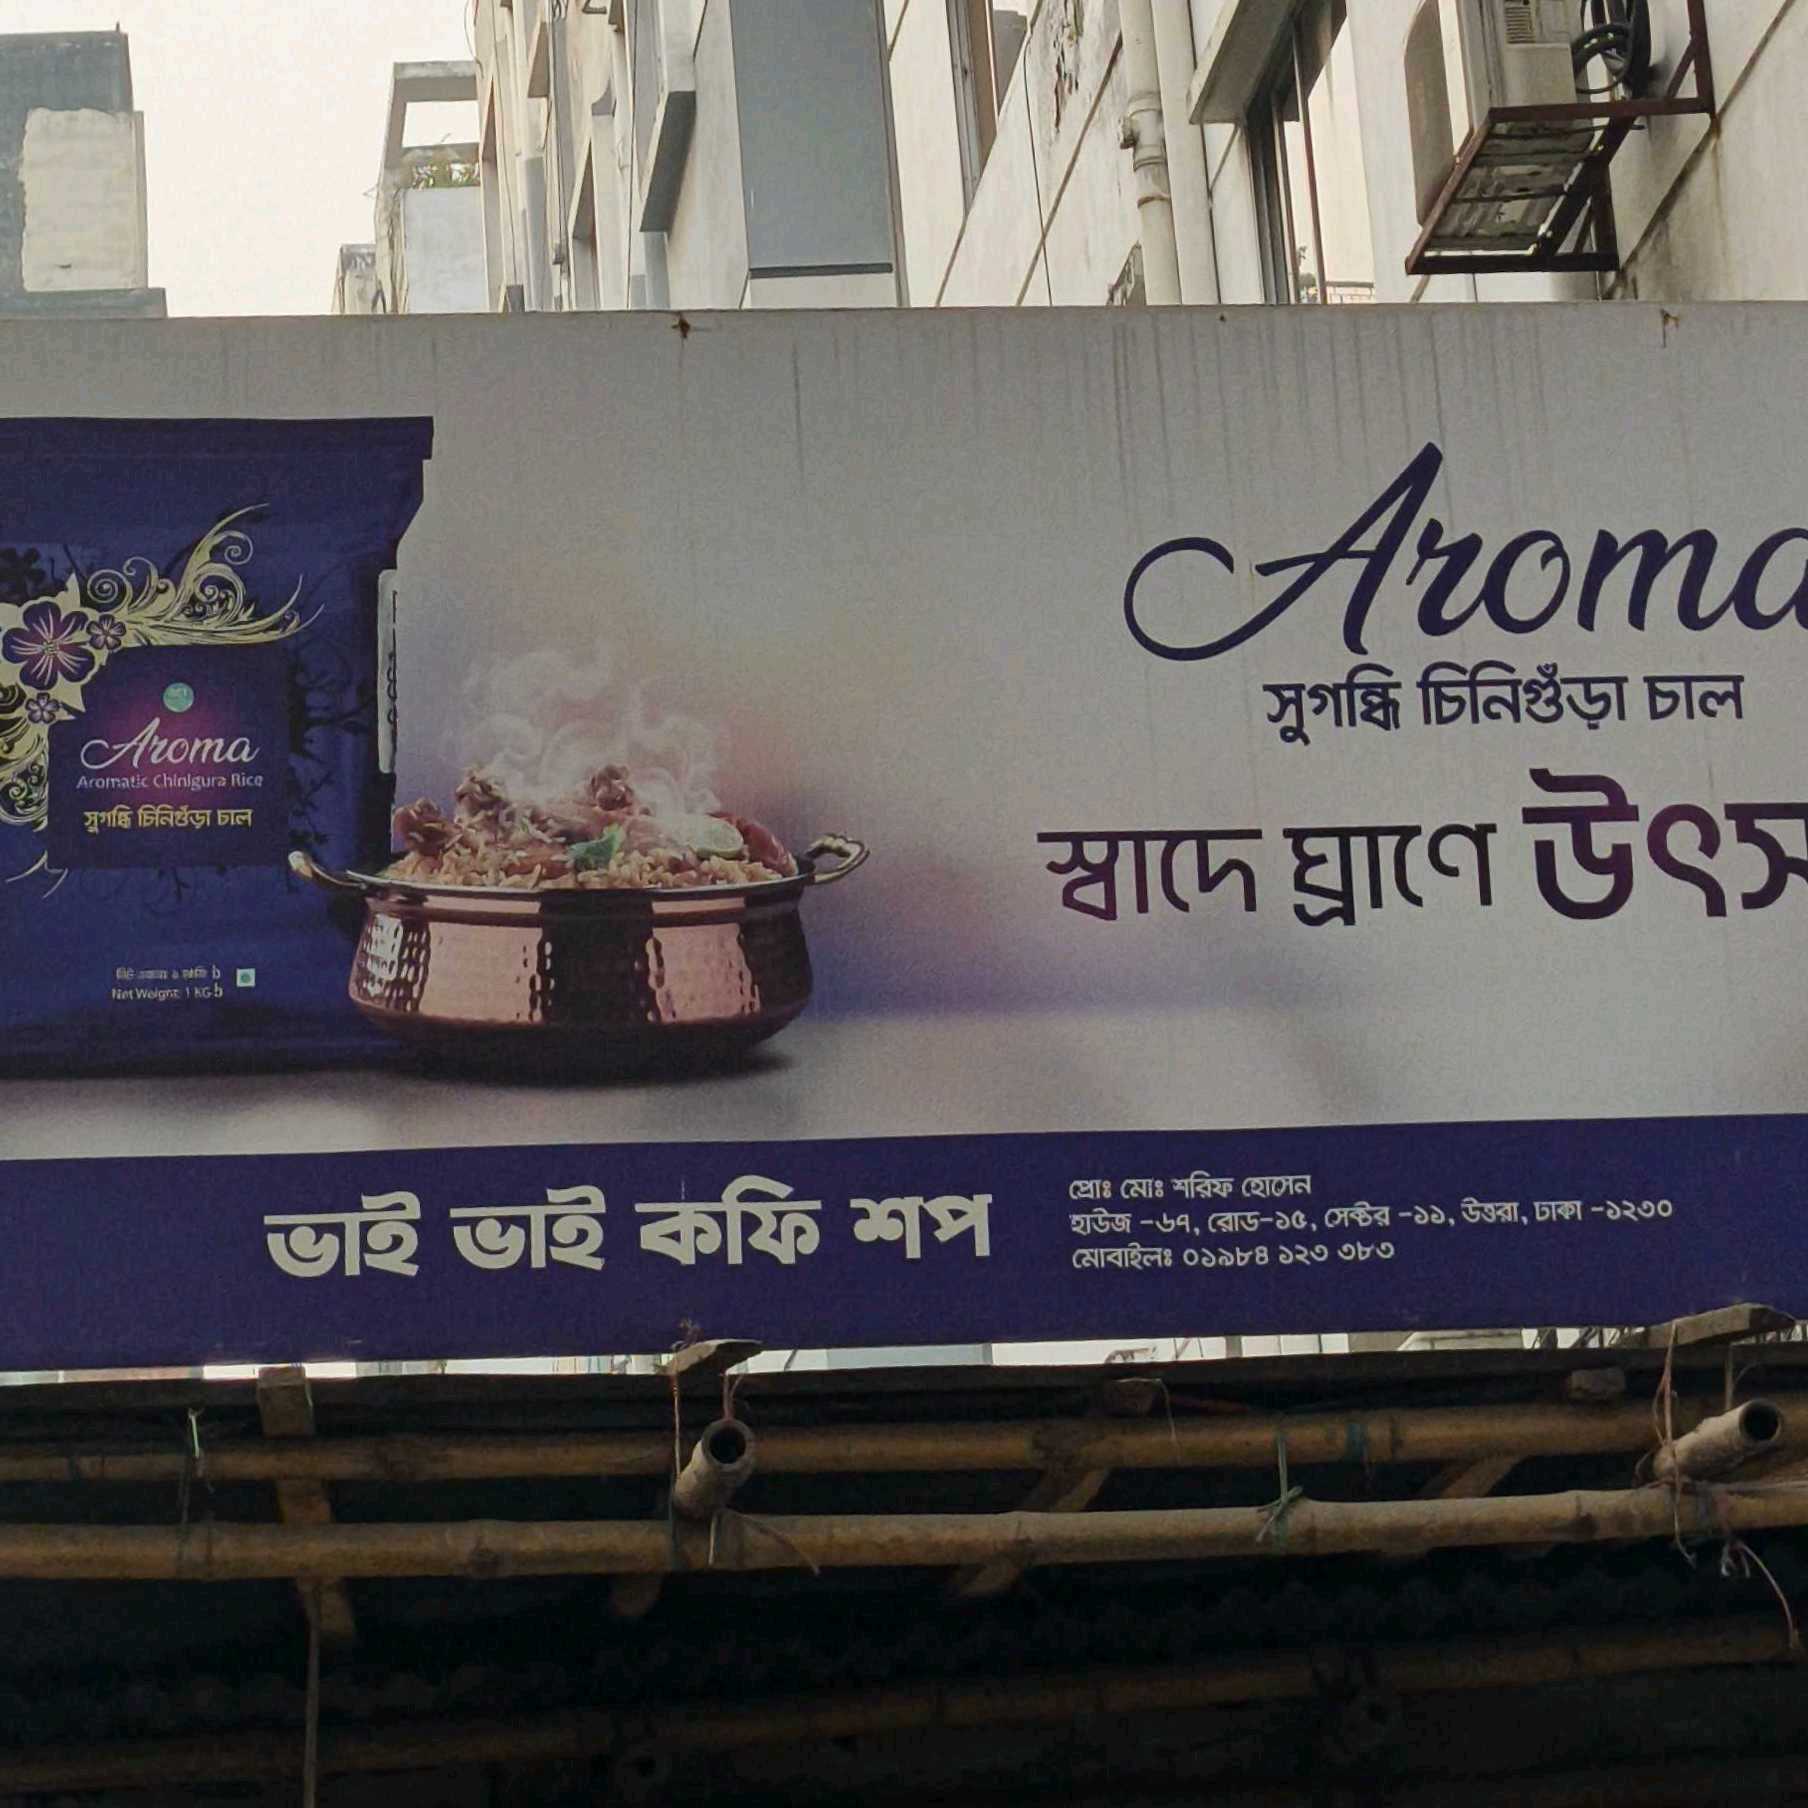 Aroma
সুগন্ধি চিনিগুঁড়া চাল
স্বাদে ঘ্রাণে উৎস
Aroma
Aromatic Chinigura Rice
সুগন্ধি চিনিগুঁড়া চাল
Net Weight: 1 KG
ভাই ভাই কফি শপ
প্রোঃ মোঃ শরিফ হোসেন
হাউজ -৬৭, রোড-১৫, সেক্টর -১১, উত্তরা, ঢাকা -১২৩০
মোবাইলঃ ০১৯৮৪ ১২৩ ৩৮৩